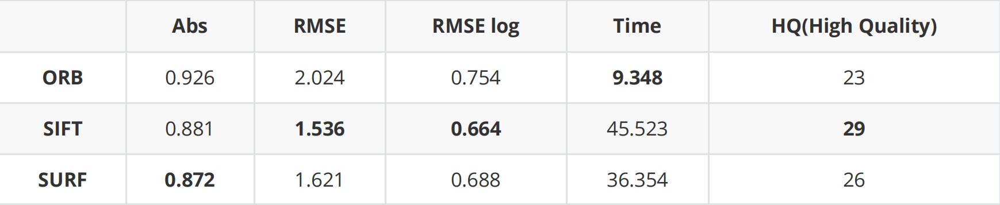 Abs RMSE RMSE log Time HQ(High Quality)
ORB 0.926 2.024 0.754 9.348 23
SIFT 0.881 1.536 0.664 45.523 29
SURF 0.872 1.621 0.688 36.354 26